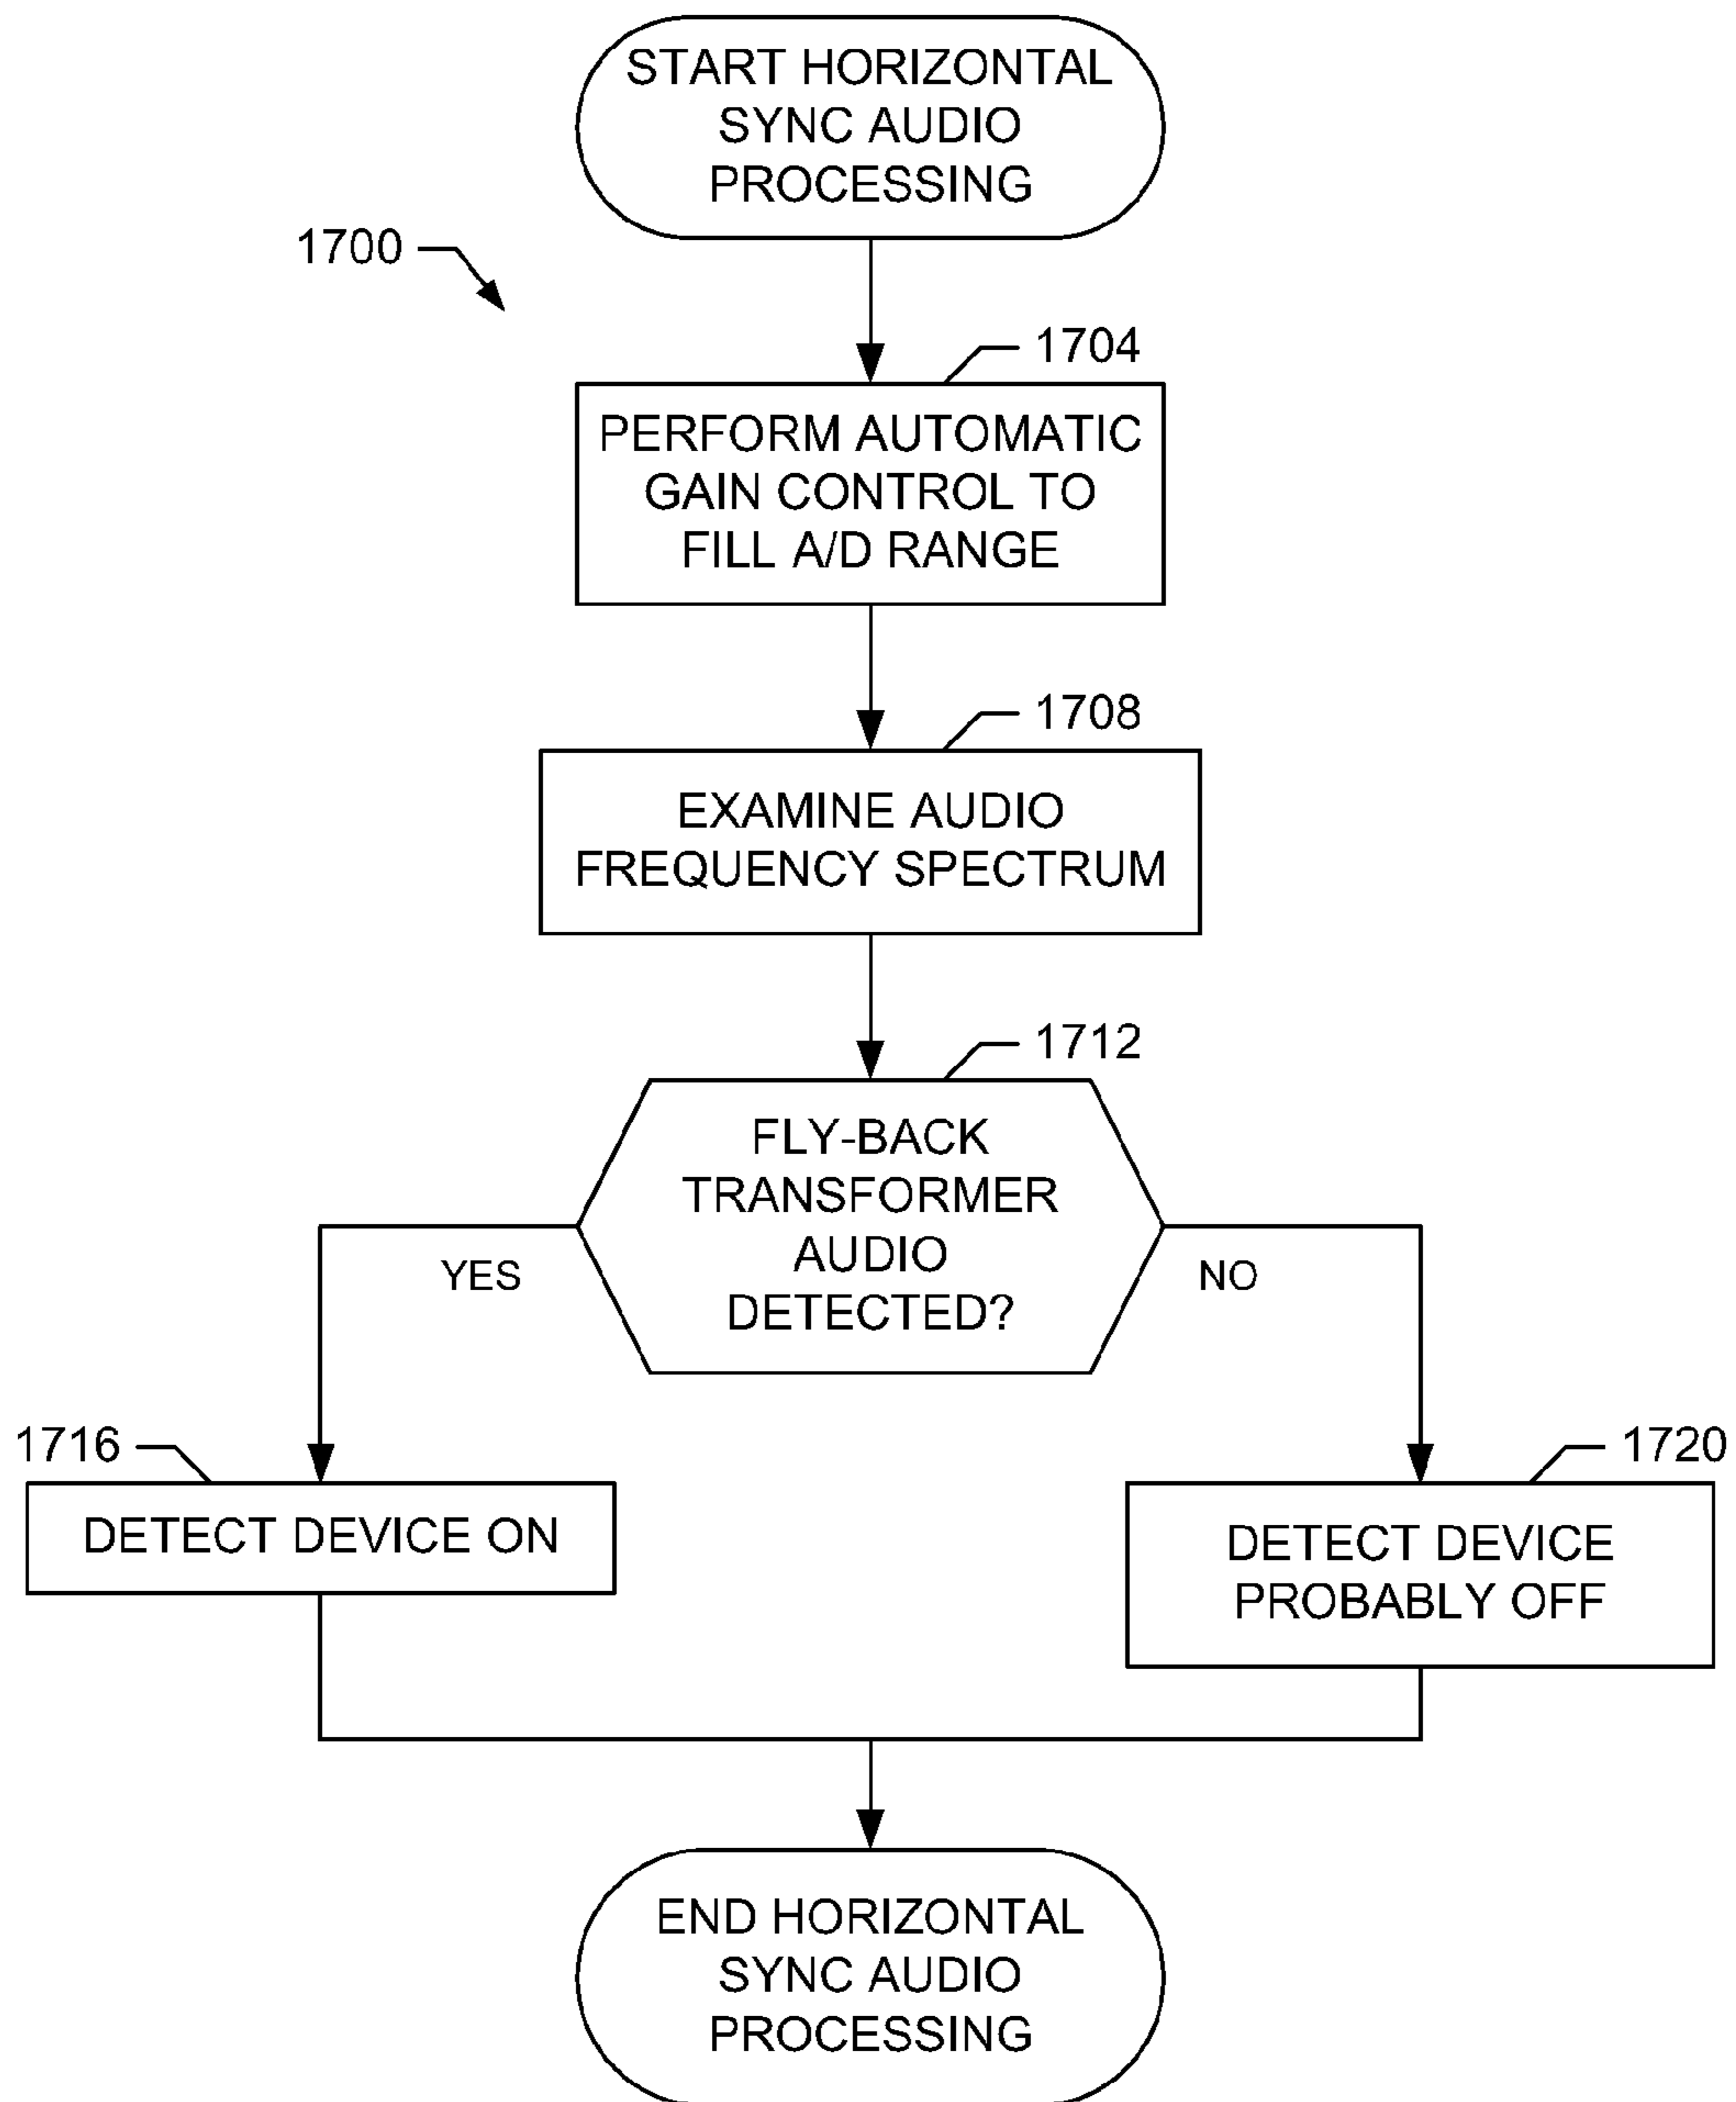 START HORIZONTAL
SYNC AUDIO
PROCESSING
1700
1704
PERFORM AUTOMATIC
GAIN CONTROL TO
FILL A/D RANGE
1708
EXAMINE AUDIO
FREQUENCY SPECTRUM
1712
FLY-BACK
TRANSFORMER
AUDIO
DETECTED?
YES
NO
1716
DETECT DEVICE ON
1720
DETECT DEVICE
PROBABLY OFF
END HORIZONTAL
SYNC AUDIO
PROCESSING